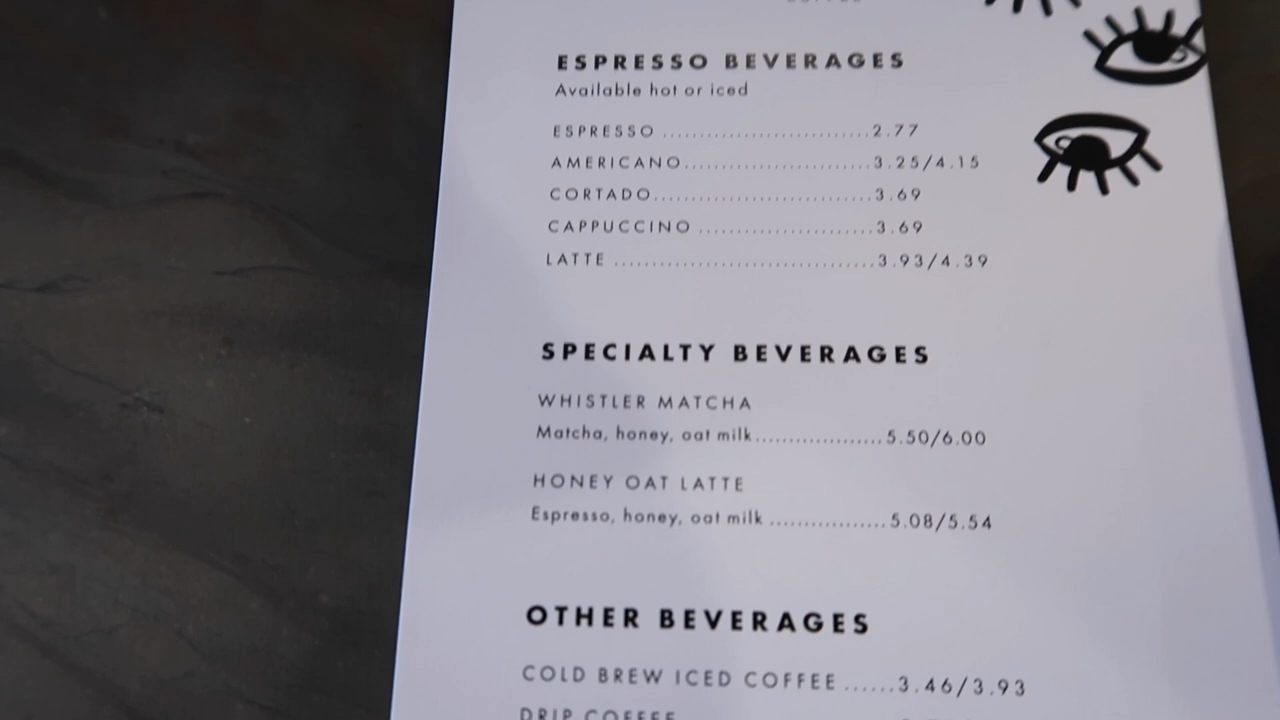 ESPRESSO BEVERAGES
Available hot or iced
ESPRESSO ...........................2.77
AMERICANO.........................3.25/4.15
CORTADO.............................3.69
CAPPUCCINO .......................3.69
LATTE ..................................3.93/4.39
SPECIALTY BEVERAGES
WHISTLER MATCHA
Matcha, honey, oat milk...................5.50/6.00
HONEY OAT LATTE
Espresso, honey, oat milk .................5.08/5.54
OTHER BEVERAGES
COLD BREW ICED COFFEE ......3.46/3.93
DRIP COFFEE